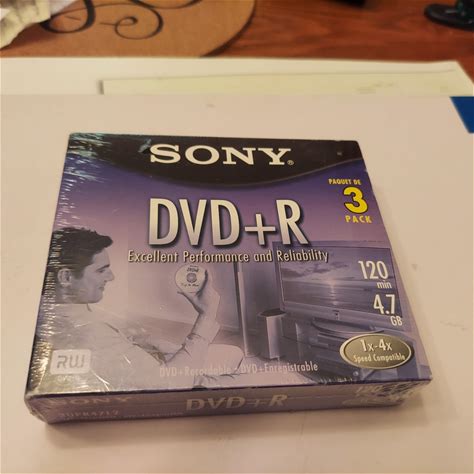 SONY®
PAQUET DE
3
PACK
DVD+R
Excellent Performance and Reliability
120
min
4.7
GB
1x-4x
Speed Compatible
RW
DVD+Recordable • DVD+Enregistrable
DVD+R